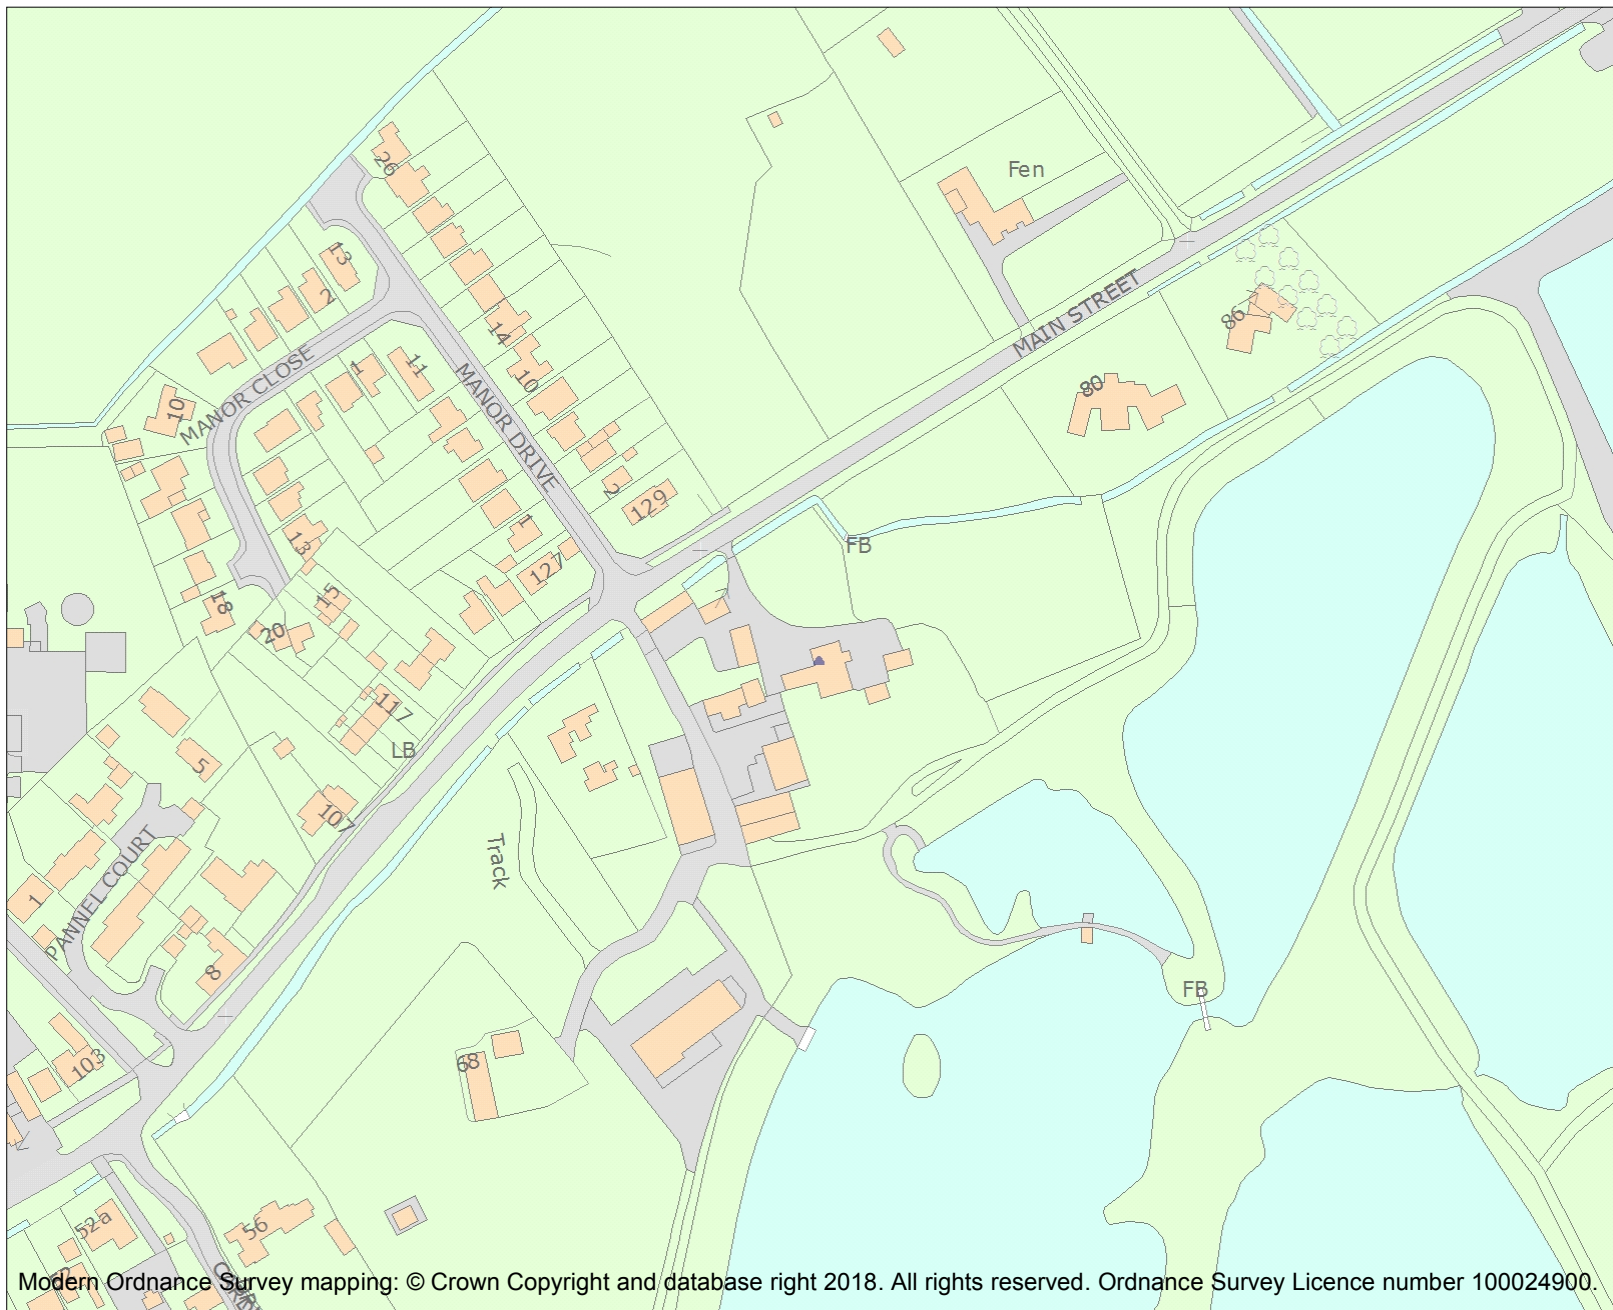 26
Fen
13
2
MAIN STREET
86
14
1
11
80
MANOR CLOSE
10
10
MANOR DRIVE
2
129
1
13
FB
127
15
18
20
117
LB
5
107
Track
PANNEL COURT
1
8
FB
103
68
52a
56
Modern Ordnance Survey mapping: © Crown Copyright and database right 2018. All rights reserved. Ordnance Survey Licence number 100024900.